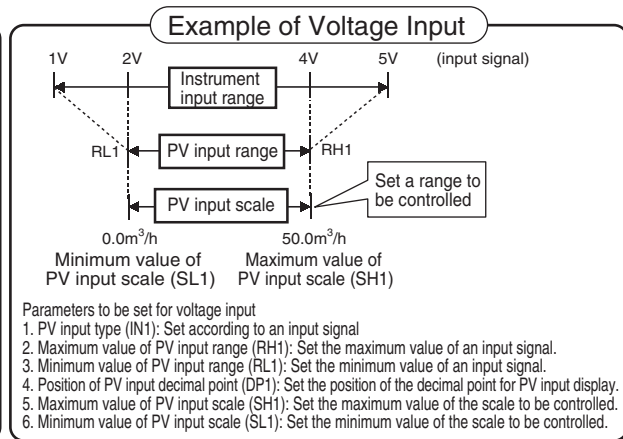 Example of Voltage Input
1V 2V 4V 5V (input signal)
Instrument
input range
RL1 PV input range RH1
PV input scale
Set a range to
be controlled
0.0m³/h 50.0m³/h
Minimum value of
PV input scale (SL1)
Maximum value of
PV input scale (SH1)
Parameters to be set for voltage input
1. PV input type (IN1): Set according to an input signal
2. Maximum value of PV input range (RH1): Set the maximum value of an input signal.
3. Minimum value of PV input range (RL1): Set the minimum value of an input signal.
4. Position of PV input decimal point (DP1): Set the position of the decimal point for PV input display.
5. Maximum value of PV input scale (SH1): Set the maximum value of the scale to be controlled.
6. Minimum value of PV input scale (SL1): Set the minimum value of the scale to be controlled.